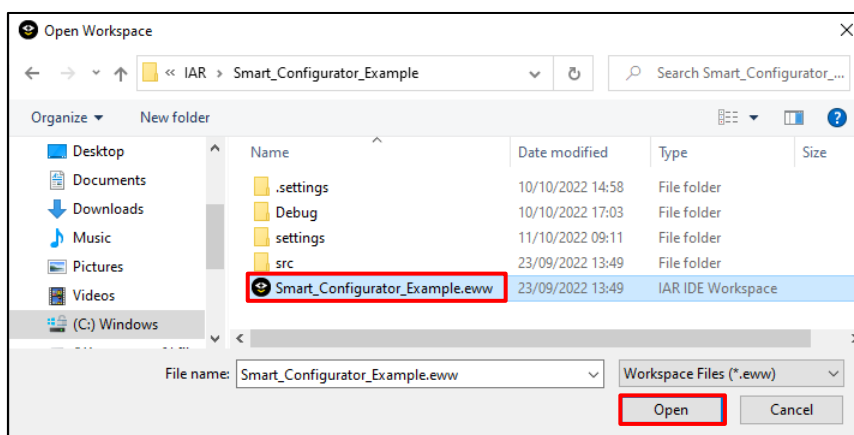 Open Workspace
« IAR > Smart_Configurator_Example
Search Smart_Configurator_...
Organize
New folder
Name Date modified Type Size
Desktop
Documents
Downloads
Music
Pictures
Videos
(C:) Windows
.settings 10/10/2022 14:58 File folder
Debug 10/10/2022 17:03 File folder
settings 11/10/2022 09:11 File folder
src 23/09/2022 13:49 File folder
Smart_Configurator_Example.eww 23/09/2022 13:49 IAR IDE Workspace
File name: Smart_Configurator_Example.eww
Workspace Files (*.eww)
Open Cancel